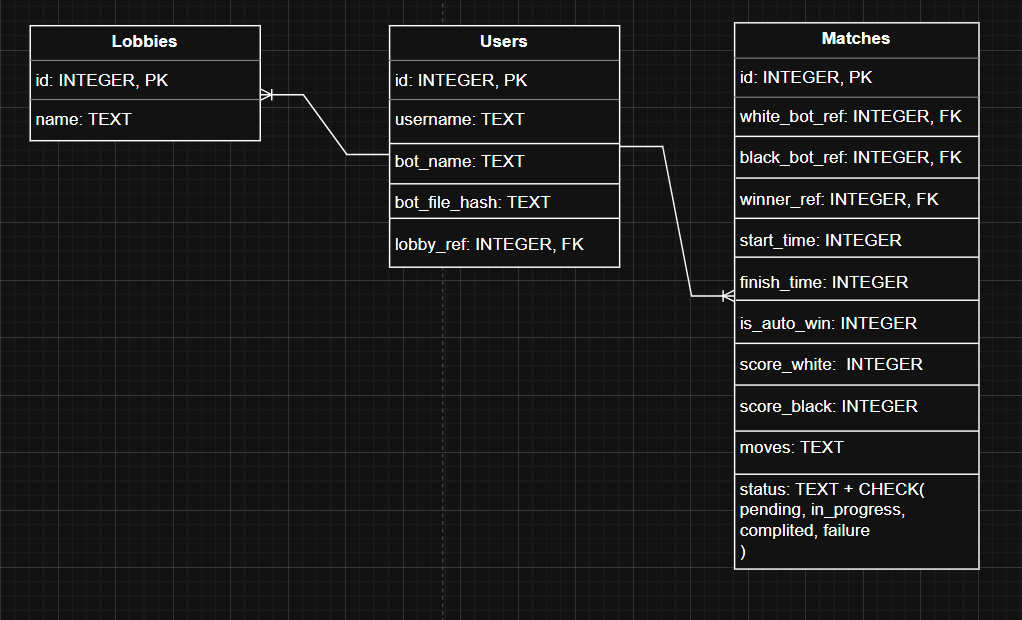 Lobbies
id: INTEGER, PK
name: TEXT
Users
id: INTEGER, PK
username: TEXT
bot_name: TEXT
bot_file_hash: TEXT
lobby_ref: INTEGER, FK
Matches
id: INTEGER, PK
white_bot_ref: INTEGER, FK
black_bot_ref: INTEGER, FK
winner_ref: INTEGER, FK
start_time: INTEGER
finish_time: INTEGER
is_auto_win: INTEGER
score_white:  INTEGER
score_black: INTEGER
moves: TEXT
status: TEXT + CHECK(
pending, in_progress,
complited, failure
)